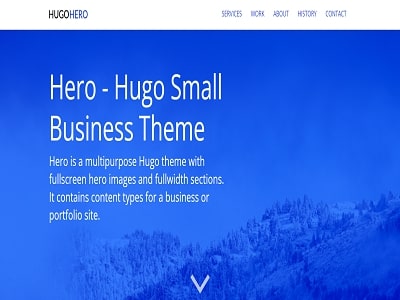 HUGOHERO
SERVICES WORK ABOUT HISTORY CONTACT
Hero - Hugo Small
Business Theme
Hero is a multipurpose Hugo theme with
fullscreen hero images and fullwidth sections.
It contains content types for a business or
portfolio site.